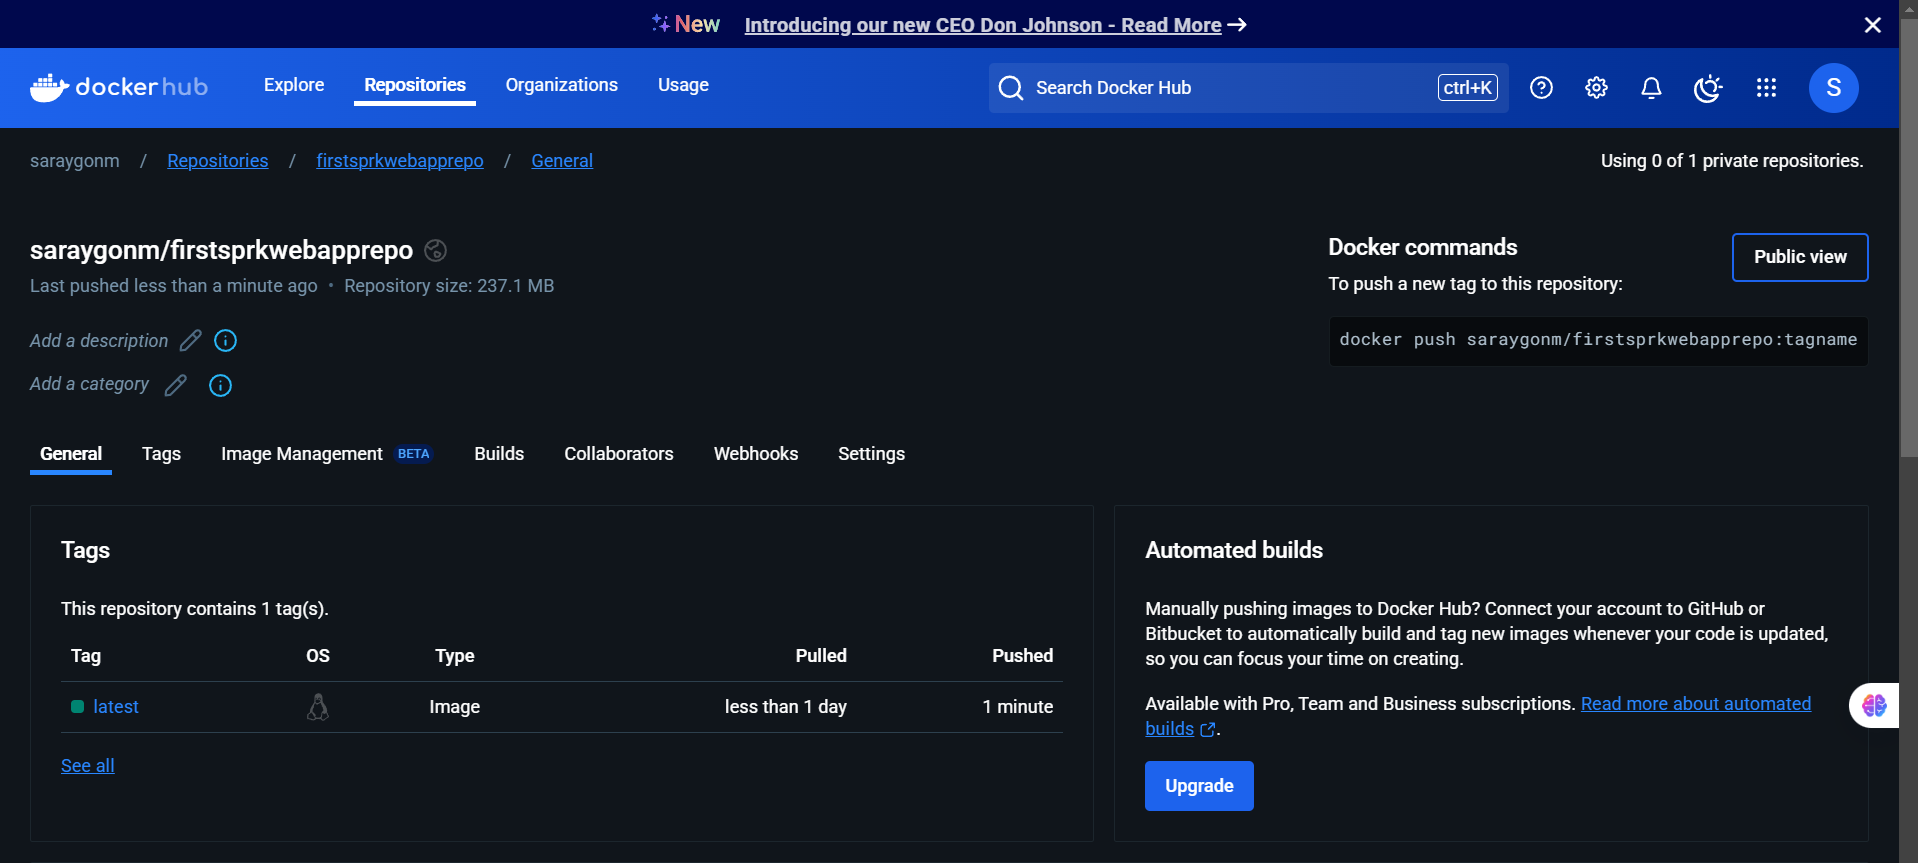 New Introducing our new CEO Don Johnson - Read More
dockerhub Explore Repositories Organizations Usage Search Docker Hub ctrl+K S
saraygonm / Repositories / firstsprkwebapprepo / General Using 0 of 1 private repositories.
saraygonm/firstsprkwebapprepo
Last pushed less than a minute ago • Repository size: 237.1 MB
Add a description
Add a category
Docker commands
Public view
To push a new tag to this repository:
docker push saraygonm/firstsprkwebapprepo:tagname
General Tags Image Management BETA Builds Collaborators Webhooks Settings
Tags
This repository contains 1 tag(s).
Tag OS Type Pulled Pushed
latest Image less than 1 day 1 minute
See all
Automated builds
Manually pushing images to Docker Hub? Connect your account to GitHub or
Bitbucket to automatically build and tag new images whenever your code is updated,
so you can focus your time on creating.
Available with Pro, Team and Business subscriptions. Read more about automated
builds .
Upgrade